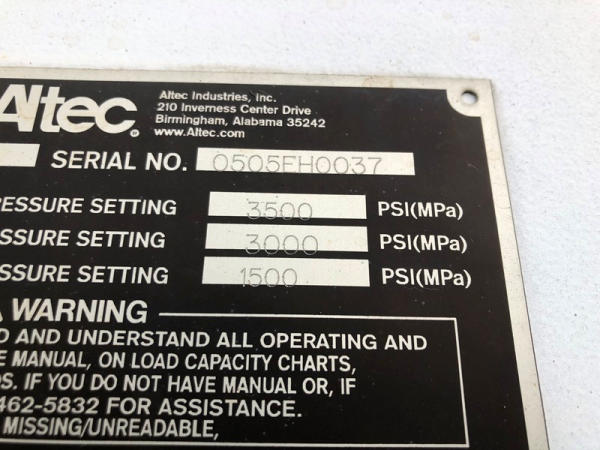 Altec
Altec Industries, Inc.
210 Inverness Center Drive
Birmingham, Alabama 35242
www.Altec.com
SERIAL NO. 0505FH0037
RESSURE SETTING 3500 PSI(MPa)
SSURE SETTING 3000 PSI(MPa)
ESSURE SETTING 1500 PSI(MPa)
WARNING
D AND UNDERSTAND ALL OPERATING AND
E MANUAL, ON LOAD CAPACITY CHARTS,
S. IF YOU DO NOT HAVE MANUAL OR, IF
462-5832 FOR ASSISTANCE.
MISSING/UNREADABLE,